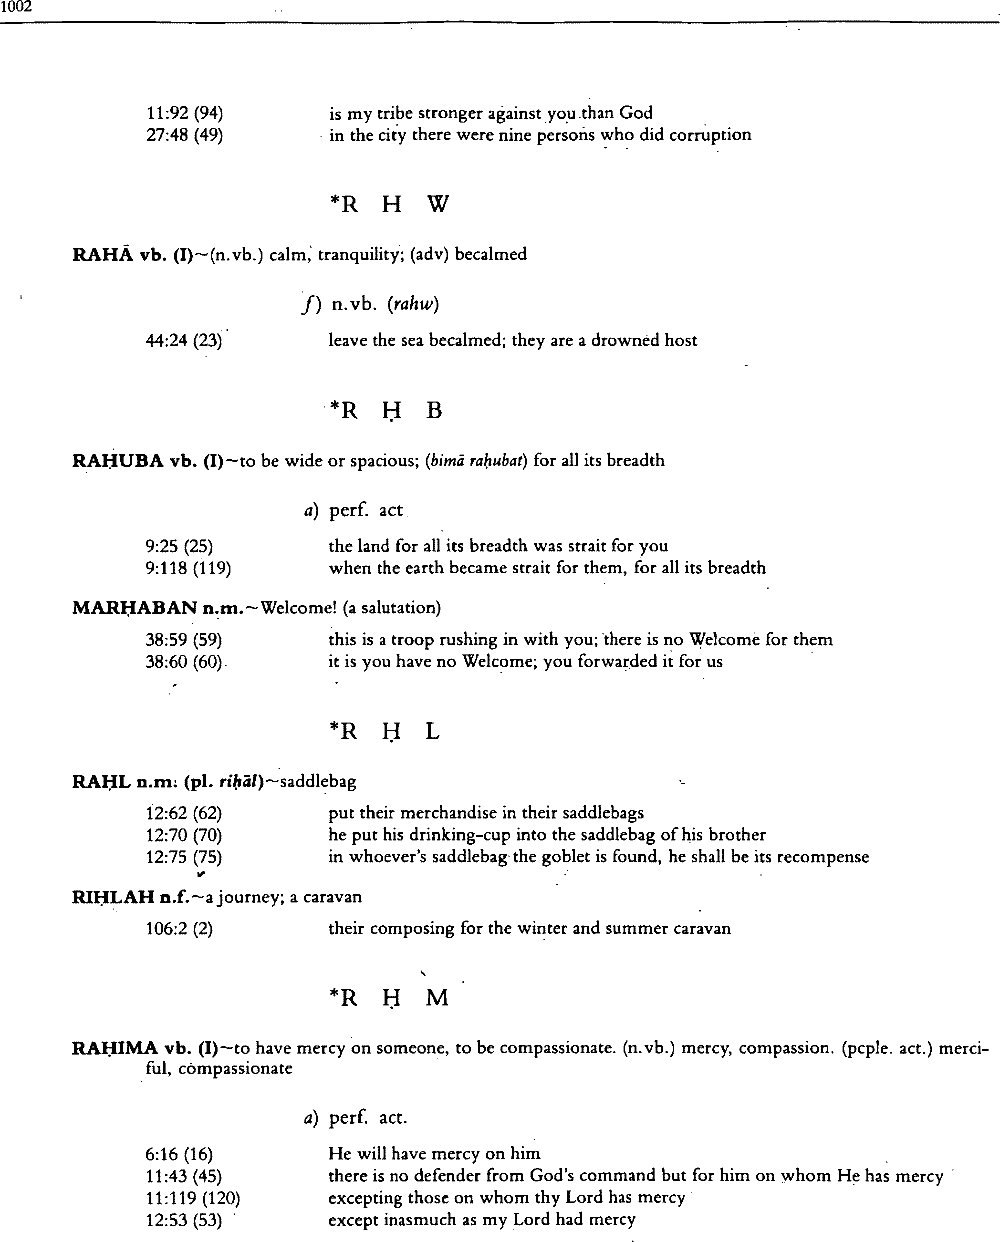 1002
11:92 (94) is my tribe stronger against you than God
27:48 (49) in the city there were nine persons who did corruption
*R H W
RAHĀ vb. (I)~(n.vb.) calm, tranquility; (adv) becalmed
f) n.vb. (rahw)
44:24 (23) leave the sea becalmed; they are a drowned host
*R Ḥ B
RAḤUBA vb. (I)~to be wide or spacious; (bimā raḥubat) for all its breadth
a) perf. act
9:25 (25) the land for all its breadth was strait for you
9:118 (119) when the earth became strait for them, for all its breadth
MARḤABAN n.m.~Welcome! (a salutation)
38:59 (59) this is a troop rushing in with you; there is no Welcome for them
38:60 (60) it is you have no Welcome; you forwarded it for us
*R Ḥ L
RAḤL n.m. (pl. riḥāl)~saddlebag
12:62 (62) put their merchandise in their saddlebags
12:70 (70) he put his drinking-cup into the saddlebag of his brother
12:75 (75) in whoever's saddlebag the goblet is found, he shall be its recompense
RIḤLAH n.f.~a journey; a caravan
106:2 (2) their composing for the winter and summer caravan
*R Ḥ M
RAḤIMA vb. (I)~to have mercy on someone, to be compassionate. (n.vb.) mercy, compassion. (pcple. act.) merci-
ful, compassionate
a) perf. act.
6:16 (16) He will have mercy on him
11:43 (45) there is no defender from God's command but for him on whom He has mercy
11:119 (120) excepting those on whom thy Lord has mercy
12:53 (53) except inasmuch as my Lord had mercy